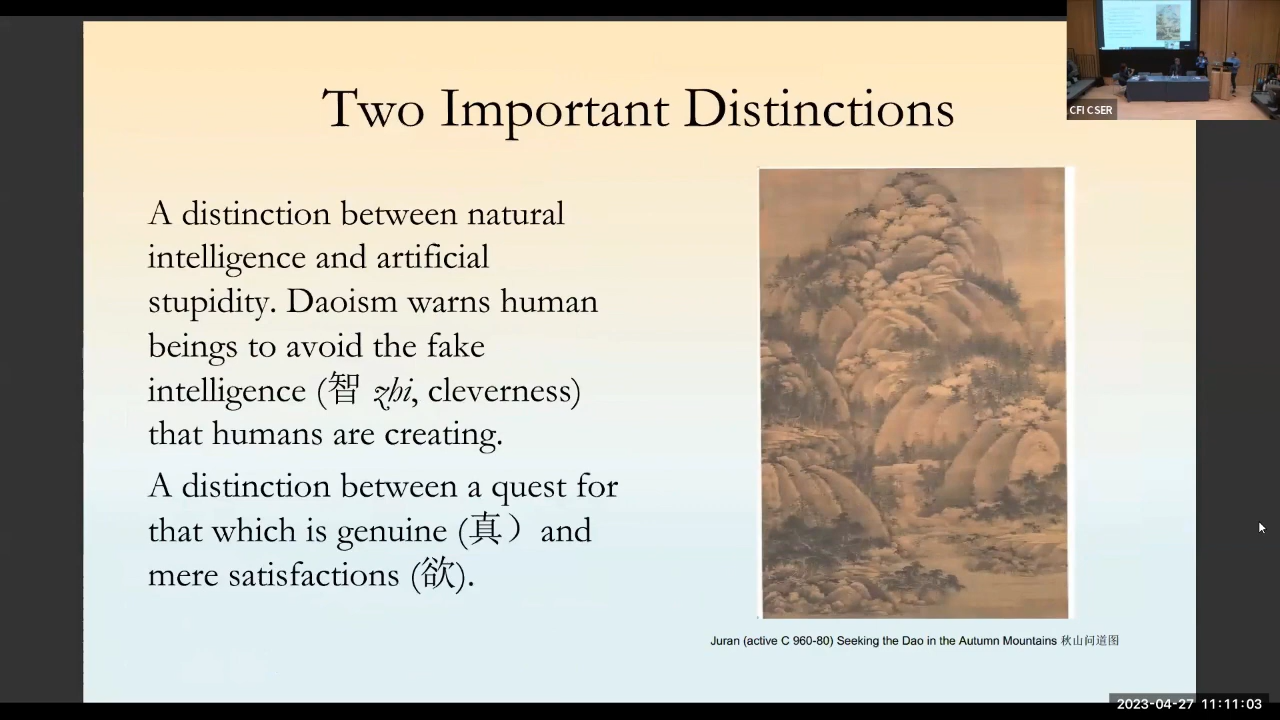 Two Important Distinctions
A distinction between natural
intelligence and artificial
stupidity. Daoism warns human
beings to avoid the fake
intelligence (智 zhi, cleverness)
that humans are creating.
A distinction between a quest for
that which is genuine (真）and
mere satisfactions (欲).
Juran (active C 960-80) Seeking the Dao in the Autumn Mountains 秋山问道图
CFI CSER
2023-04-27 11:11:03